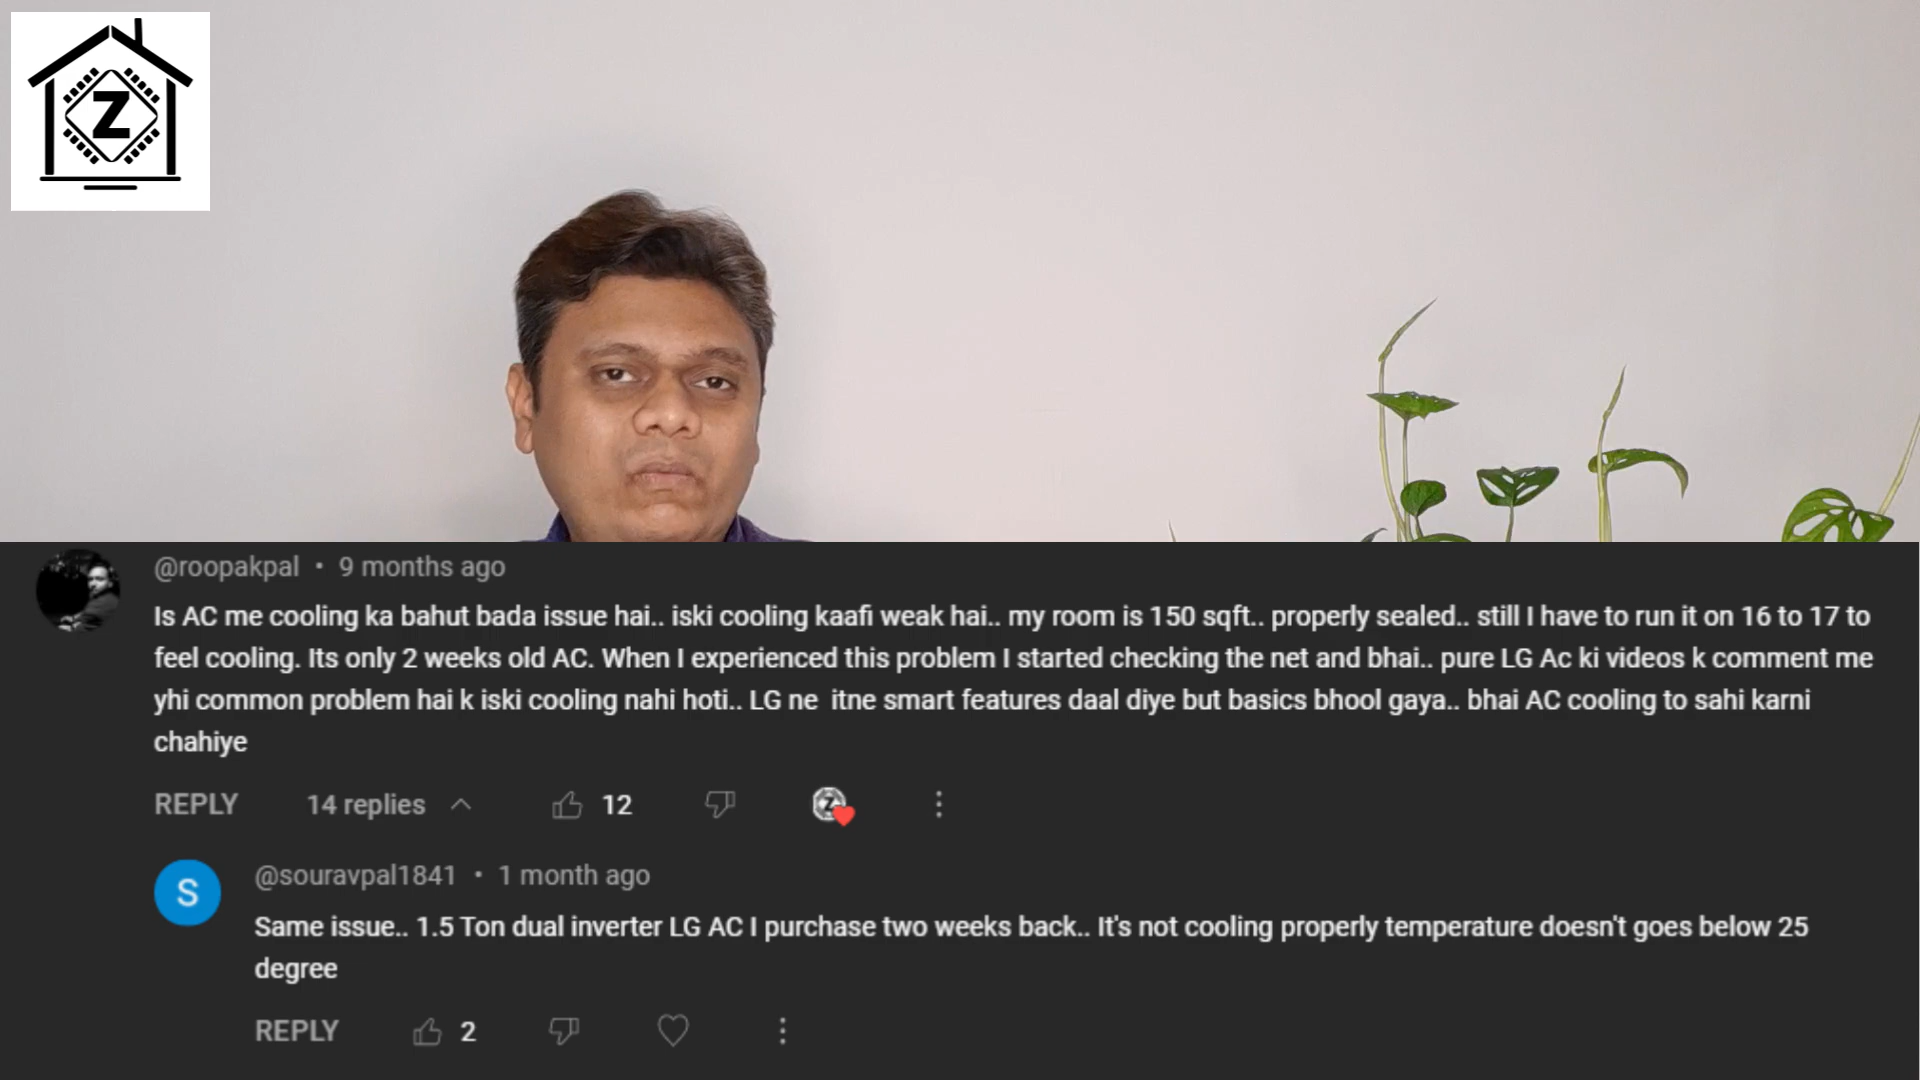 Z
@roopakpal • 9 months ago
Is AC me cooling ka bahut bada issue hai.. iski cooling kaafi weak hai.. my room is 150 sqft.. properly sealed.. still I have to run it on 16 to 17 to
feel cooling. Its only 2 weeks old AC. When I experienced this problem I started checking the net and bhai.. pure LG Ac ki videos k comment me
yhi common problem hai k iski cooling nahi hoti.. LG ne  itne smart features daal diye but basics bhool gaya.. bhai AC cooling to sahi karni
chahiye
REPLY 14 replies 12 Z
S
@souravpal1841 • 1 month ago
Same issue.. 1.5 Ton dual inverter LG AC I purchase two weeks back.. It's not cooling properly temperature doesn't goes below 25
degree
REPLY 2